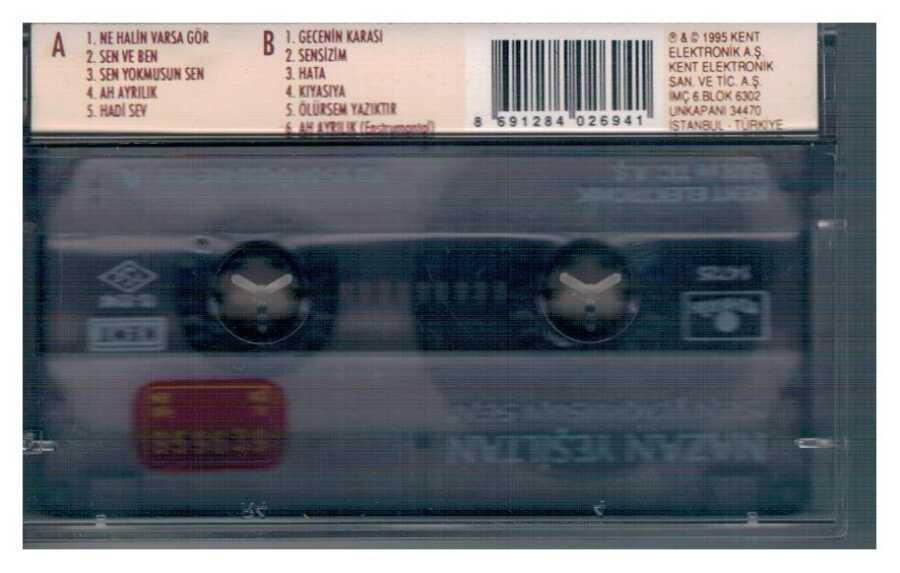 A
1. NE HALİN VARSA GÖR
2. SEN VE BEN
3. SEN YOKMUSUN SEN
4. AH AYRILIK
5. HADİ SEV
B
1. GECENİN KARASI
2. SENSİZİM
3. HATA
4. KIYASIYA
5. ÖLÜRSEM YAZIKTIR
6. AH AYRILIK (Enstrumantal)
8 691284 026941
℗ & © 1995 KENT
ELEKTRONİK A.Ş.
KENT ELEKTRONİK
SAN. VE TİC. A.Ş.
İMÇ 6.BLOK 6302
UNKAPANI 34470
İSTANBUL - TÜRKİYE
KENT ELEKTRONİK
KENT
NAZAN YEŞİLTAN